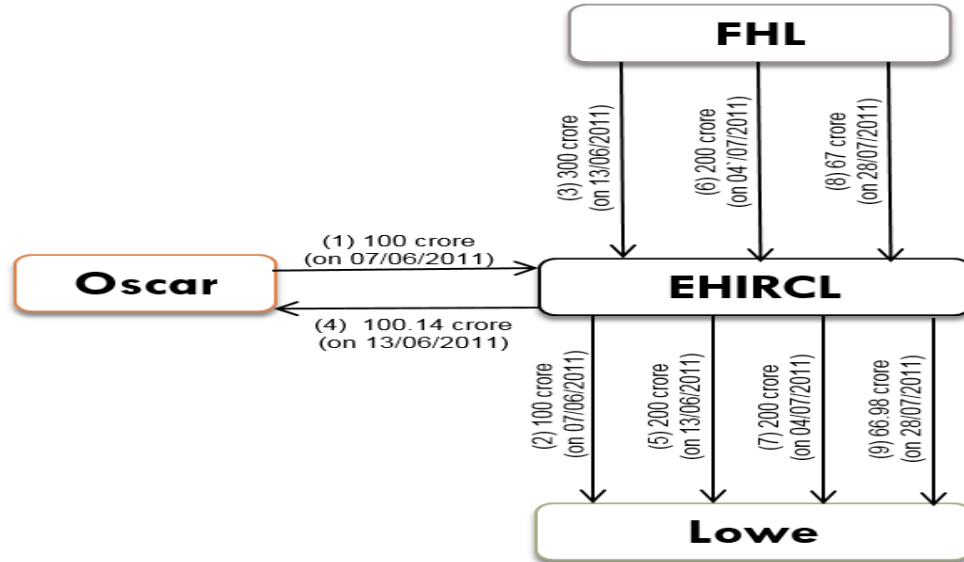 FHL
(3) 300 crore
(on 13/06/2011)
(6) 200 crore
(on 04'/07/2011)
(8) 67 crore
(on 28/07/2011)
(1) 100 crore
(on 07/06/2011)
Oscar
EHIRCL
(4) 100.14 crore
(on 13/06/2011)
(2) 100 crore
(on 07/06/2011)
(5) 200 crore
(on 13/06/2011)
(7) 200 crore
(on 04/07/2011)
(9) 66.98 crore
(on 28/07/2011)
Lowe